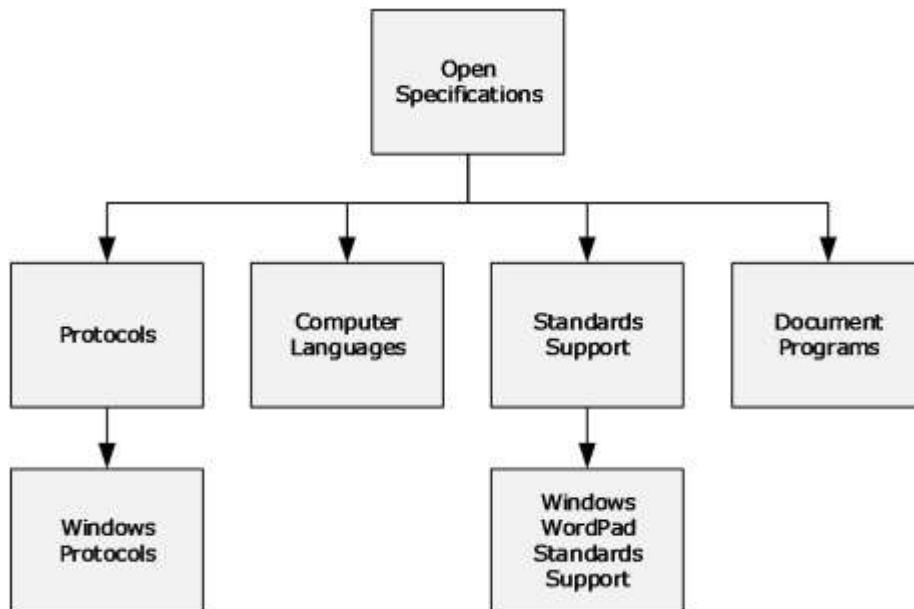 Open
Specifications
Protocols
Computer
Languages
Standards
Support
Document
Programs
Windows
Protocols
Windows
WordPad
Standards
Support